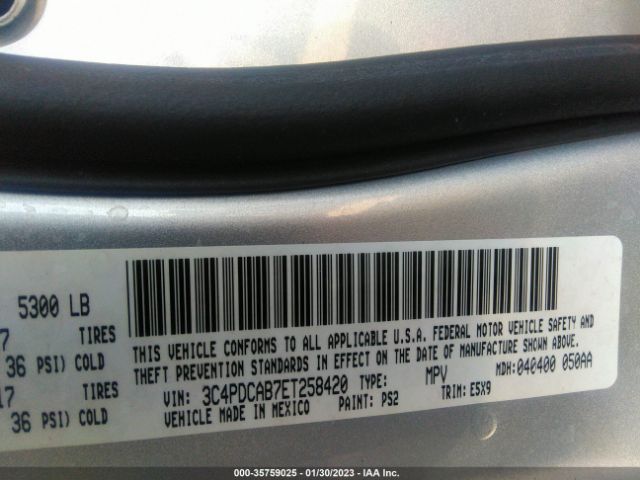 5300 LB
7 TIRES
36 PSI) COLD
17 TIRES
36 PSI) COLD
THIS VEHICLE CONFORMS TO ALL APPLICABLE U.S.A. FEDERAL MOTOR VEHICLE SAFETY AND
THEFT PREVENTION STANDARDS IN EFFECT ON THE DATE OF MANUFACTURE SHOWN ABOVE.
VIN: 3C4PDCAB7ET258420 TYPE: MPV MDH:040400 050AA
VEHICLE MADE IN MEXICO PAINT: PS2 TRIM: E5X9
000-35759025 - 01/30/2023 - IAA Inc.